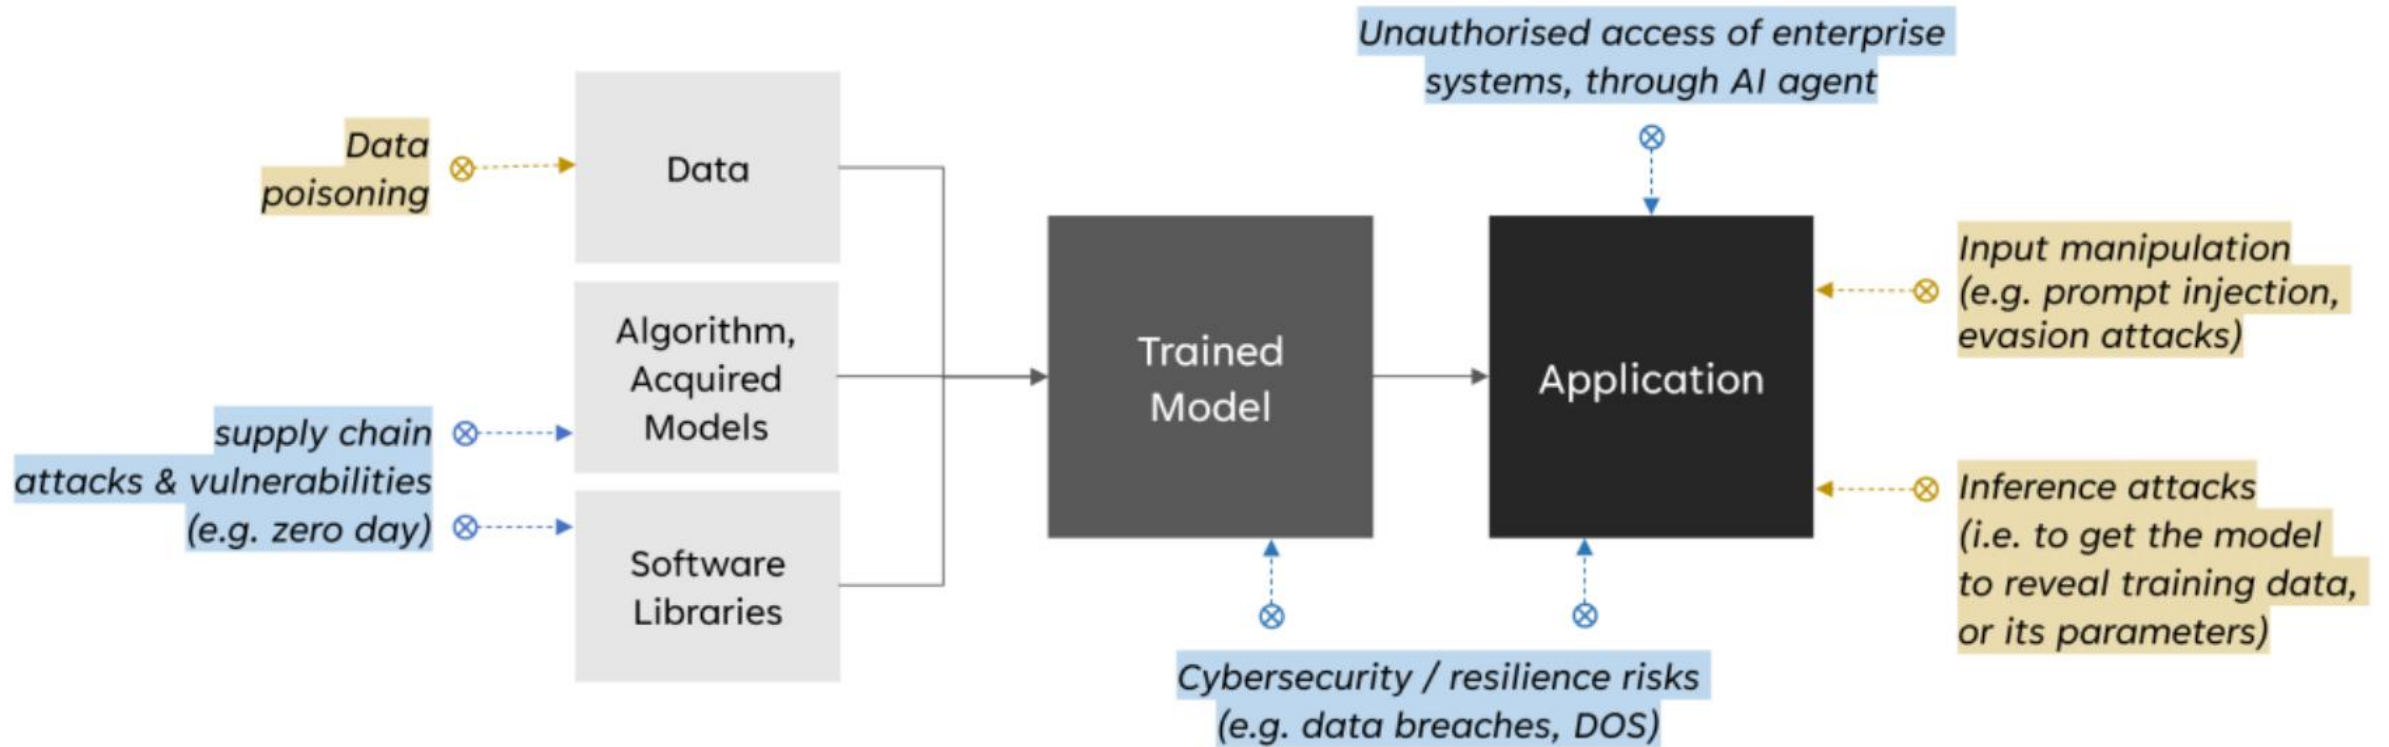 Unauthorised access of enterprise
systems, through AI agent
Data
poisoning
Data
Algorithm,
Acquired
Models
supply chain
attacks & vulnerabilities
(e.g. zero day)
Software
Libraries
Trained
Model
Application
Input manipulation
(e.g. prompt injection,
evasion attacks)
Inference attacks
(i.e. to get the model
to reveal training data,
or its parameters)
Cybersecurity / resilience risks
(e.g. data breaches, DOS)